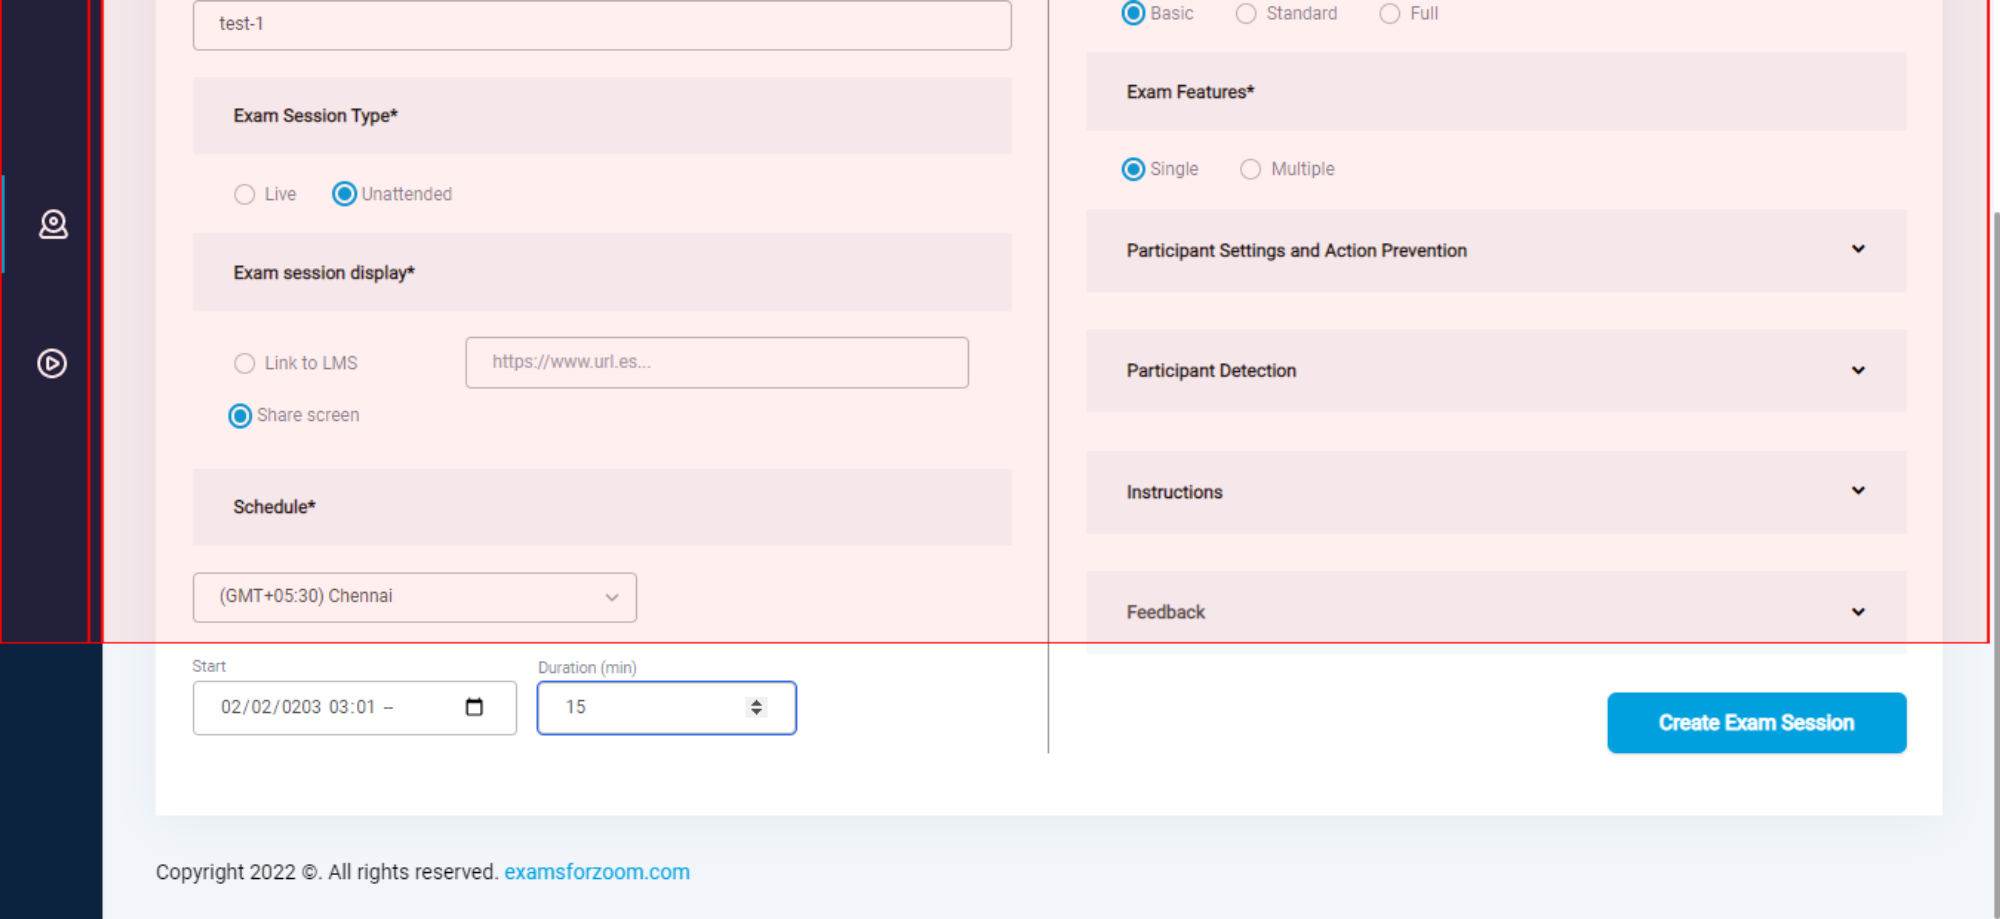 test-1
Exam Session Type*
Live Unattended
Exam session display*
Link to LMS https://www.url.es...
Share screen
Schedule*
(GMT+05:30) Chennai
Start Duration (min)
02/02/0203 03:01 -- 15
Basic Standard Full
Exam Features*
Single Multiple
Participant Settings and Action Prevention
Participant Detection
Instructions
Feedback
Create Exam Session
Copyright 2022 ©. All rights reserved. examsforzoom.com